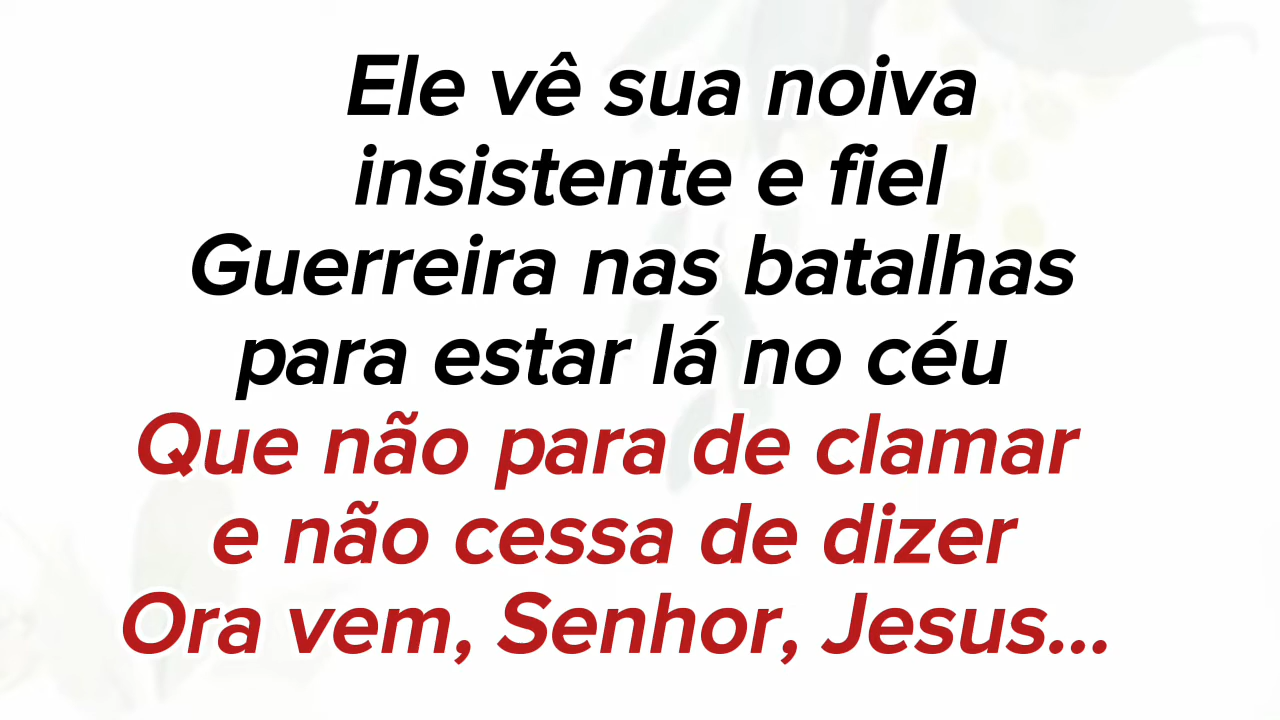 Ele vê sua noiva
insistente e fiel
Guerreira nas batalhas
para estar lá no céu
Que não para de clamar
e não cessa de dizer
Ora vem, Senhor, Jesus...